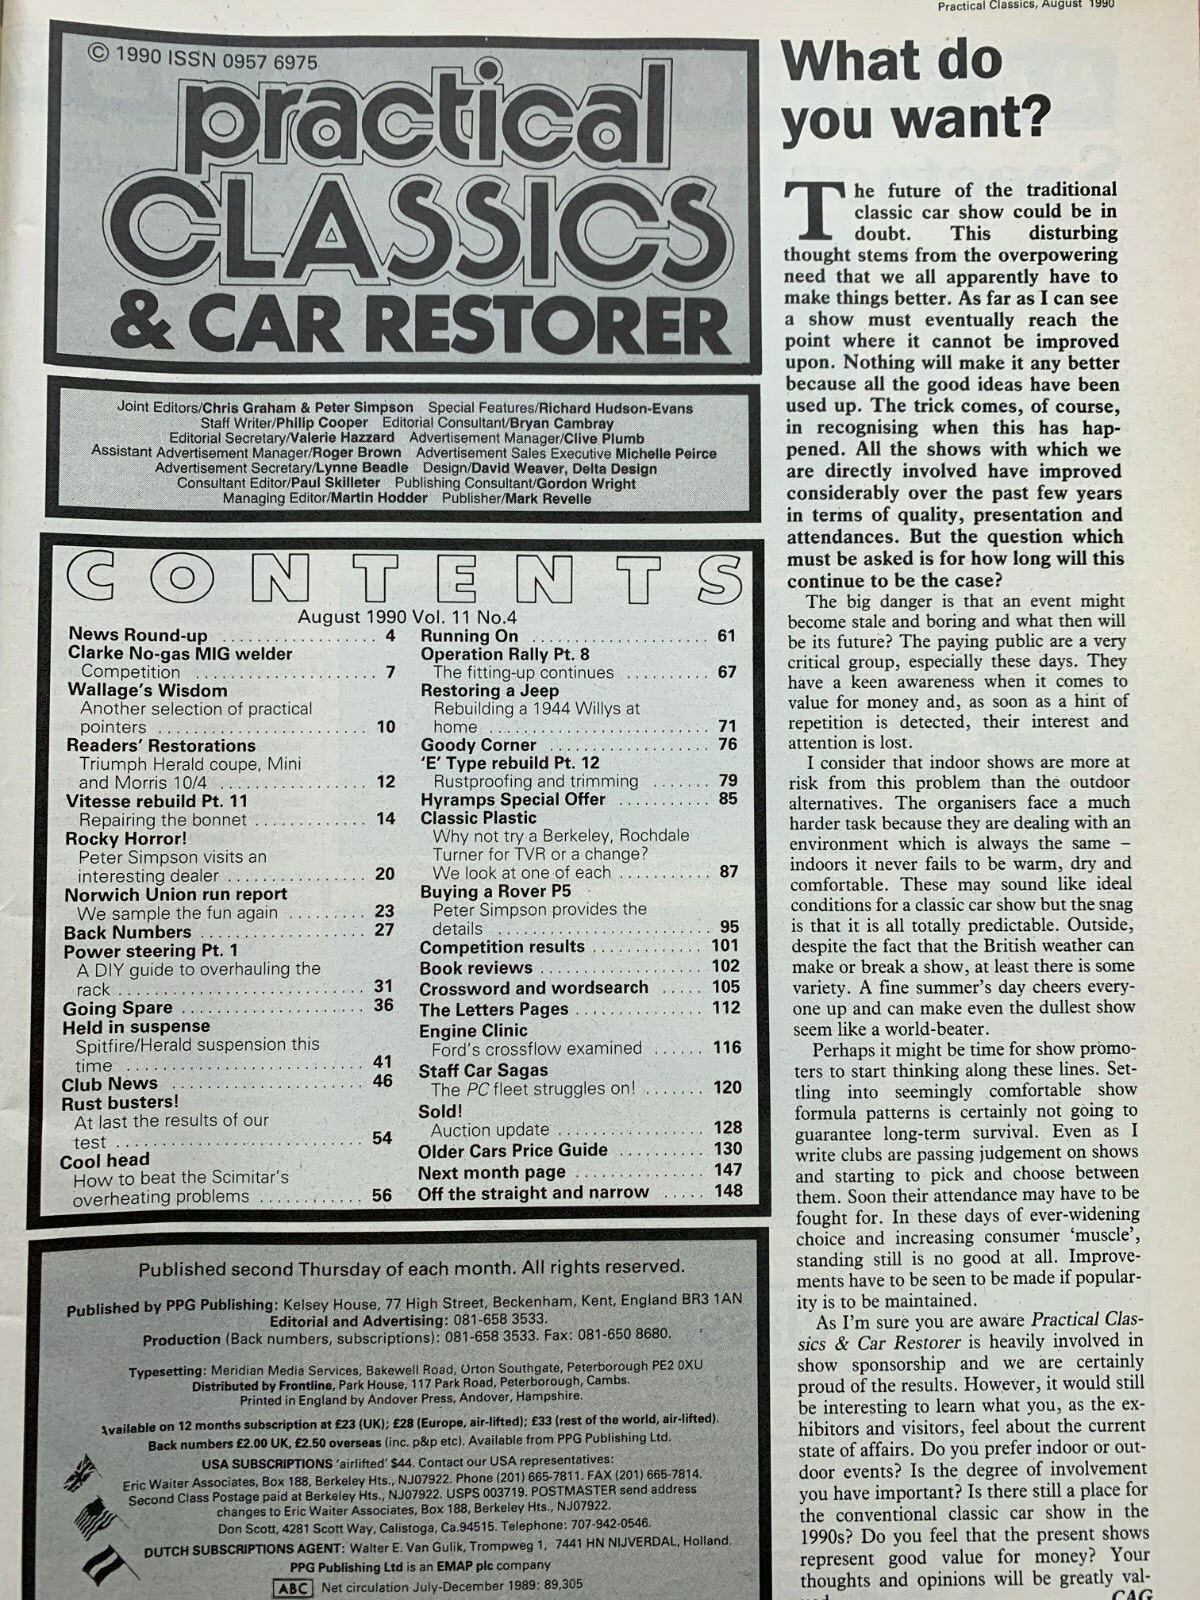 Practical Classics, August 1990
© 1990 ISSN 0957 6975
practical
CLASSICS
& CAR RESTORER
Joint Editors/Chris Graham & Peter Simpson Special Features/Richard Hudson-Evans
Staff Writer/Philip Cooper Editorial Consultant/Bryan Cambray
Editorial Secretary/Valerie Hazzard Advertisement Manager/Clive Plumb
Assistant Advertisement Manager/Roger Brown Advertisement Sales Executive Michelle Peirce
Advertisement Secretary/Lynne Beadle Design/David Weaver, Delta Design
Consultant Editor/Paul Skilleter Publishing Consultant/Gordon Wright
Managing Editor/Martin Hodder Publisher/Mark Revelle
CONTENTS
August 1990 Vol. 11 No.4
News Round-up . . . . . . . . . . . . . . . . . 4
Clarke No-gas MIG welder
Competition . . . . . . . . . . . . . . . . . . . 7
Wallage's Wisdom
Another selection of practical
pointers . . . . . . . . . . . . . . . . . . . . . 10
Readers' Restorations
Triumph Herald coupe, Mini
and Morris 10/4 . . . . . . . . . . . . . . . 12
Vitesse rebuild Pt. 11
Repairing the bonnet . . . . . . . . . . . 14
Rocky Horror!
Peter Simpson visits an
interesting dealer . . . . . . . . . . . . . . 20
Norwich Union run report
We sample the fun again . . . . . . . . 23
Back Numbers . . . . . . . . . . . . . . . . . . 27
Power steering Pt. 1
A DIY guide to overhauling the
rack . . . . . . . . . . . . . . . . . . . . . . . . 31
Going Spare . . . . . . . . . . . . . . . . . . . . 36
Held in suspense
Spitfire/Herald suspension this
time . . . . . . . . . . . . . . . . . . . . . . . . 41
Club News . . . . . . . . . . . . . . . . . . . . . 46
Rust busters!
At last the results of our
test . . . . . . . . . . . . . . . . . . . . . . . . 54
Cool head
How to beat the Scimitar's
overheating problems . . . . . . . . . . . 56
Running On . . . . . . . . . . . . . . . . . . . 61
Operation Rally Pt. 8
The fitting-up continues . . . . . . . . . 67
Restoring a Jeep
Rebuilding a 1944 Willys at
home . . . . . . . . . . . . . . . . . . . . . . . 71
Goody Corner . . . . . . . . . . . . . . . . . . 76
'E' Type rebuild Pt. 12
Rustproofing and trimming . . . . . . . 79
Hyramps Special Offer . . . . . . . . . . 85
Classic Plastic
Why not try a Berkeley, Rochdale
Turner for TVR or a change?
We look at one of each . . . . . . . . . . 87
Buying a Rover P5
Peter Simpson provides the
details . . . . . . . . . . . . . . . . . . . . . . 95
Competition results . . . . . . . . . . . . 101
Book reviews . . . . . . . . . . . . . . . . . 102
Crossword and wordsearch . . . . . . 105
The Letters Pages . . . . . . . . . . . . . . 112
Engine Clinic
Ford's crossflow examined . . . . . . 116
Staff Car Sagas
The PC fleet struggles on! . . . . . . . 120
Sold!
Auction update . . . . . . . . . . . . . . . 128
Older Cars Price Guide . . . . . . . . . . 130
Next month page . . . . . . . . . . . . . . 147
Off the straight and narrow . . . . . 148
Published second Thursday of each month. All rights reserved.
Published by PPG Publishing: Kelsey House, 77 High Street, Beckenham, Kent, England BR3 1AN
Editorial and Advertising: 081-658 3533.
Production (Back numbers, subscriptions): 081-658 3533. Fax: 081-650 8680.
Typesetting: Meridian Media Services, Bakewell Road, Orton Southgate, Peterborough PE2 0XU
Distributed by Frontline, Park House, 117 Park Road, Peterborough, Cambs.
Printed in England by Andover Press, Andover, Hampshire.
Available on 12 months subscription at £23 (UK); £28 (Europe, air-lifted); £33 (rest of the world, air-lifted).
Back numbers £2.00 UK, £2.50 overseas (inc. p&p etc). Available from PPG Publishing Ltd.
USA SUBSCRIPTIONS 'airlifted' $44. Contact our USA representatives:
Eric Waiter Associates, Box 188, Berkeley Hts., NJ07922. Phone (201) 665-7811. FAX (201) 665-7814.
Second Class Postage paid at Berkeley Hts., NJ07922. USPS 003719. POSTMASTER send address
changes to Eric Waiter Associates, Box 188, Berkeley Hts., NJ07922.
Don Scott, 4281 Scott Way, Calistoga, Ca.94515. Telephone: 707-942-0546.
DUTCH SUBSCRIPTIONS AGENT: Walter E. Van Gulik, Trompweg 1, 7441 HN NIJVERDAL, Holland.
PPG Publishing Ltd is an EMAP plc company
ABC Net circulation July-December 1989: 89,305
What do
you want?
The future of the traditional
classic car show could be in
doubt. This disturbing
thought stems from the overpowering
need that we all apparently have to
make things better. As far as I can see
a show must eventually reach the
point where it cannot be improved
upon. Nothing will make it any better
because all the good ideas have been
used up. The trick comes, of course,
in recognising when this has hap-
pened. All the shows with which we
are directly involved have improved
considerably over the past few years
in terms of quality, presentation and
attendances. But the question which
must be asked is for how long will this
continue to be the case?
The big danger is that an event might
become stale and boring and what then will
be its future? The paying public are a very
critical group, especially these days. They
have a keen awareness when it comes to
value for money and, as soon as a hint of
repetition is detected, their interest and
attention is lost.
I consider that indoor shows are more at
risk from this problem than the outdoor
alternatives. The organisers face a much
harder task because they are dealing with an
environment which is always the same –
indoors it never fails to be warm, dry and
comfortable. These may sound like ideal
conditions for a classic car show but the snag
is that it is all totally predictable. Outside,
despite the fact that the British weather can
make or break a show, at least there is some
variety. A fine summer's day cheers every-
one up and can make even the dullest show
seem like a world-beater.
Perhaps it might be time for show promo-
ters to start thinking along these lines. Set-
tling into seemingly comfortable show
formula patterns is certainly not going to
guarantee long-term survival. Even as I
write clubs are passing judgement on shows
and starting to pick and choose between
them. Soon their attendance may have to be
fought for. In these days of ever-widening
choice and increasing consumer 'muscle',
standing still is no good at all. Improve-
ments have to be seen to be made if popular-
ity is to be maintained.
As I'm sure you are aware Practical Clas-
sics & Car Restorer is heavily involved in
show sponsorship and we are certainly
proud of the results. However, it would still
be interesting to learn what you, as the ex-
hibitors and visitors, feel about the current
state of affairs. Do you prefer indoor or out-
door events? Is the degree of involvement
you have important? Is there still a place for
the conventional classic car show in the
1990s? Do you feel that the present shows
represent good value for money? Your
thoughts and opinions will be greatly val-
CAG